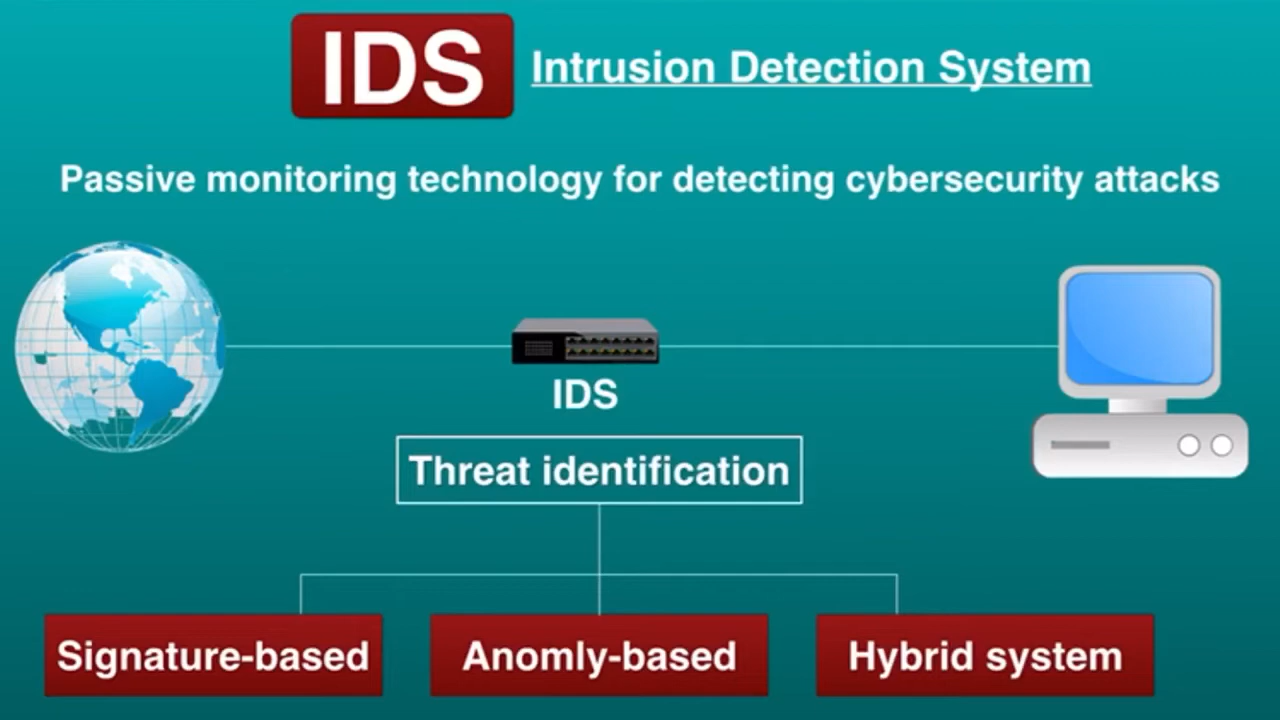 IDS
Intrusion Detection System
Passive monitoring technology for detecting cybersecurity attacks
IDS
Threat identification
Signature-based
Anomly-based
Hybrid system